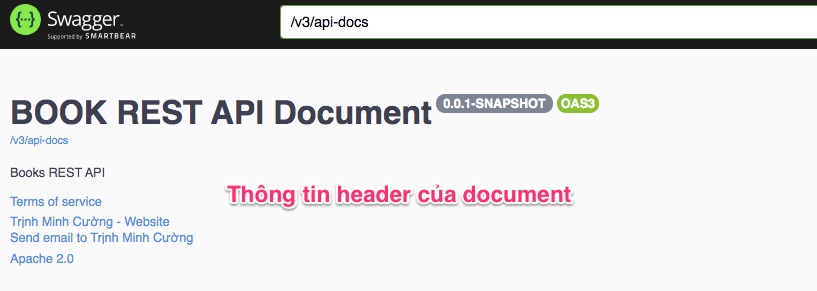 Swagger
Supported by SMARTBEAR
/v3/api-docs
BOOK REST API Document 0.0.1-SNAPSHOT OAS3
/v3/api-docs
Books REST API
Thông tin header của document
Terms of service
Trịnh Minh Cường - Website
Send email to Trịnh Minh Cường
Apache 2.0